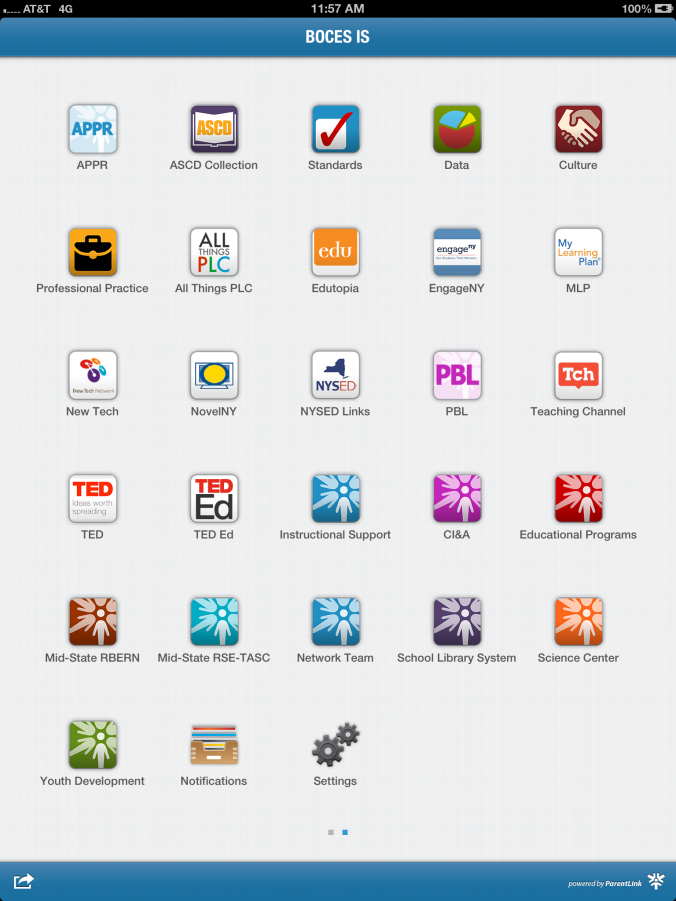 AT&T 4G 11:57 AM 100%
BOCES IS
APPR
ASCD
APPR ASCD Collection Standards Data Culture
ALL
THINGS
PLC
edu
engageny
My
Learning
Plan
Professional Practice All Things PLC Edutopia EngageNY MLP
New Tech Network
NYSED
PBL
Tch
New Tech NovelNY NYSED Links PBL Teaching Channel
TED
Ideas worth
spreading
TED
Ed
TED TED Ed Instructional Support CI&A Educational Programs
Mid-State RBERN Mid-State RSE-TASC Network Team School Library System Science Center
Youth Development Notifications Settings
powered by ParentLink